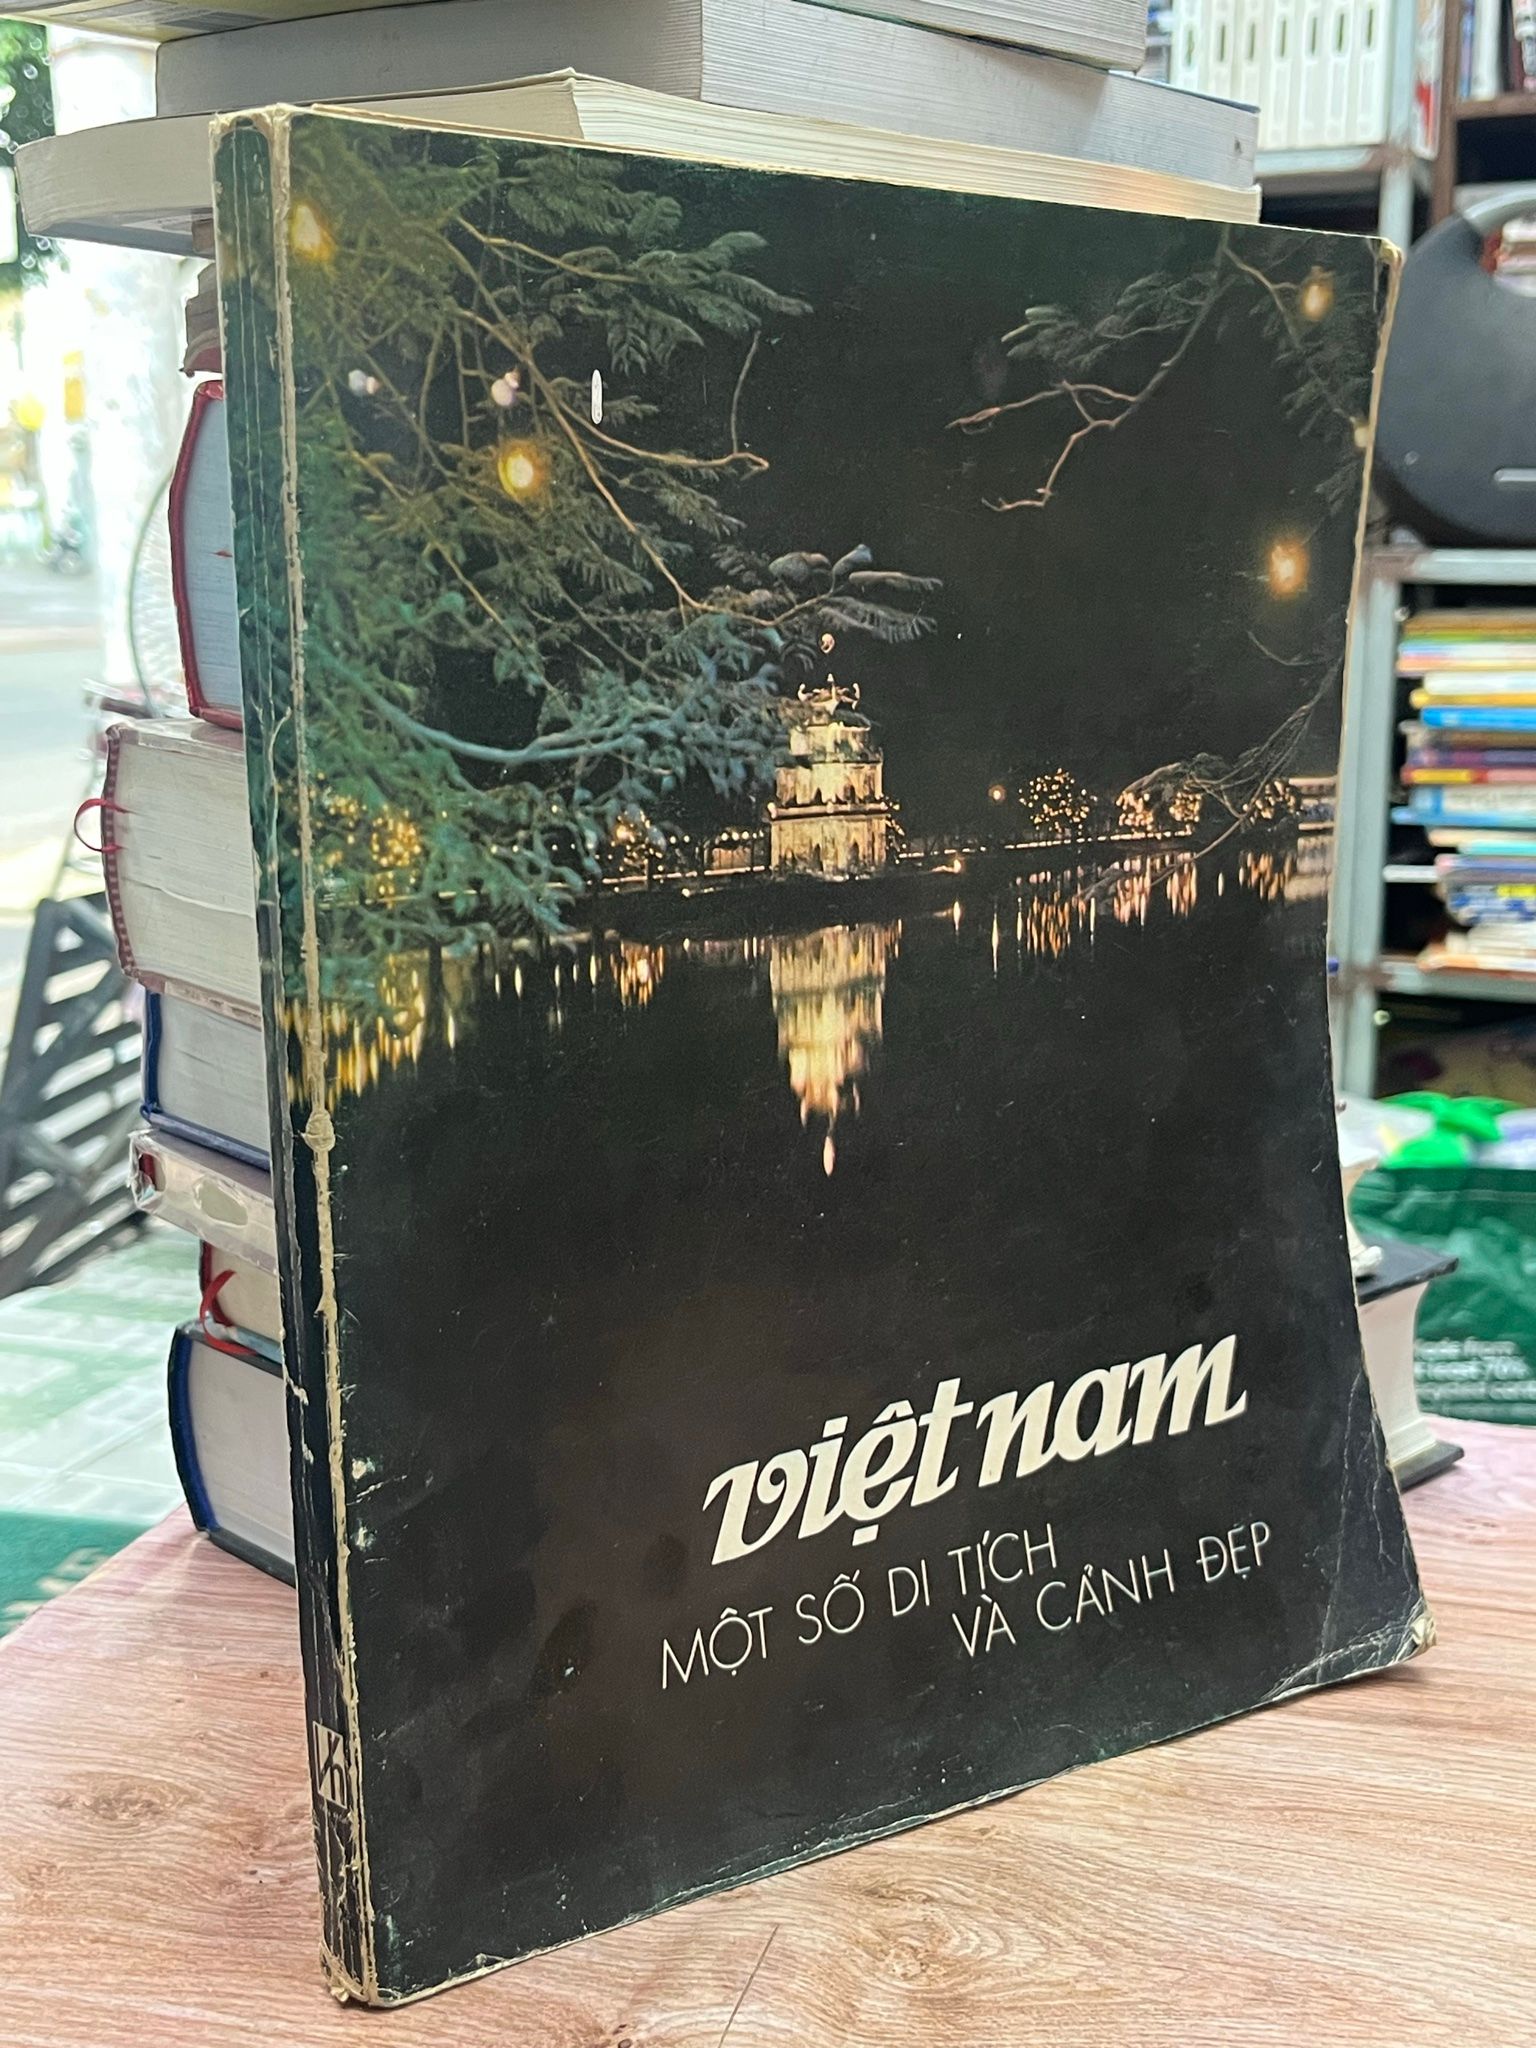 việt nam
MỘT SỐ DI TÍCH
VÀ CẢNH ĐẸP